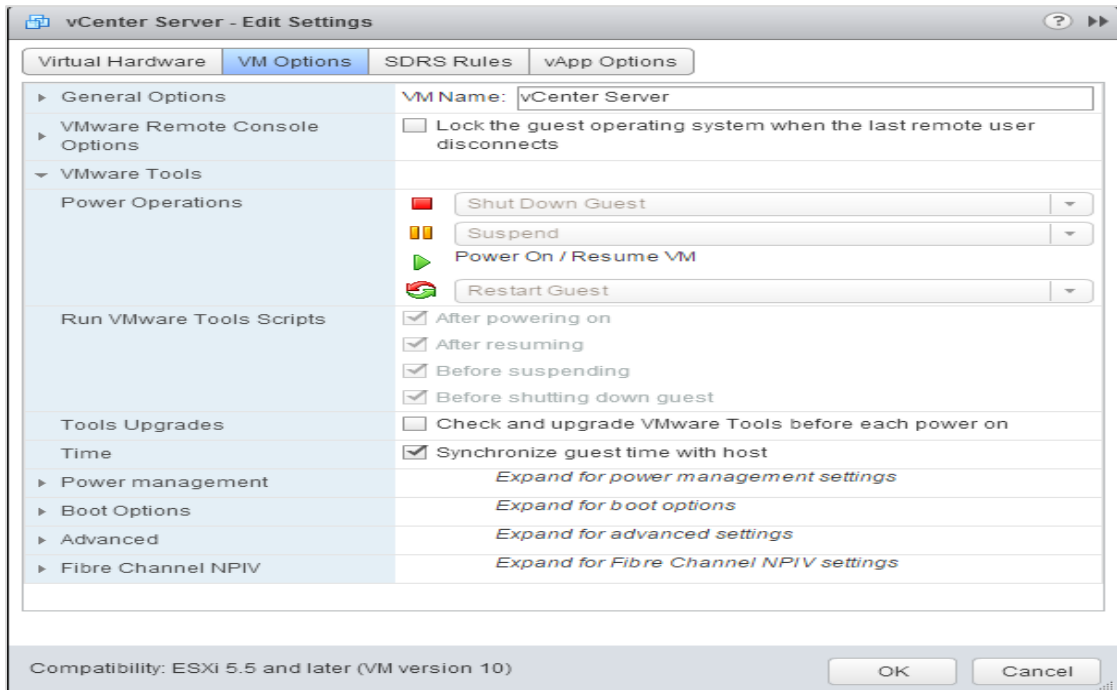 vCenter Server - Edit Settings
?
Virtual Hardware VM Options SDRS Rules vApp Options
General Options VM Name: vCenter Server
VMware Remote Console Options Lock the guest operating system when the last remote user disconnects
VMware Tools
Power Operations Shut Down Guest
Suspend
Power On / Resume VM
Restart Guest
Run VMware Tools Scripts After powering on
After resuming
Before suspending
Before shutting down guest
Tools Upgrades Check and upgrade VMware Tools before each power on
Time Synchronize guest time with host
Power management Expand for power management settings
Boot Options Expand for boot options
Advanced Expand for advanced settings
Fibre Channel NPIV Expand for Fibre Channel NPIV settings
Compatibility: ESXi 5.5 and later (VM version 10) OK Cancel